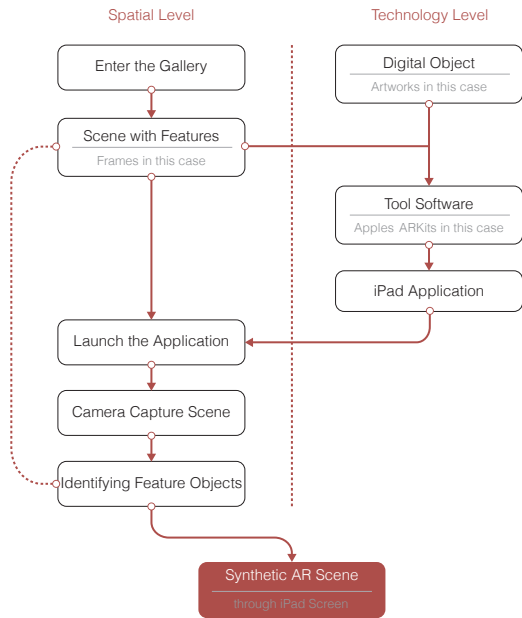 Spatial Level
Technology Level
Enter the Gallery
Digital Object
Artworks in this case
Scene with Features
Frames in this case
Tool Software
Apples ARKits in this case
iPad Application
Launch the Application
Camera Capture Scene
Identifying Feature Objects
Synthetic AR Scene
through iPad Screen